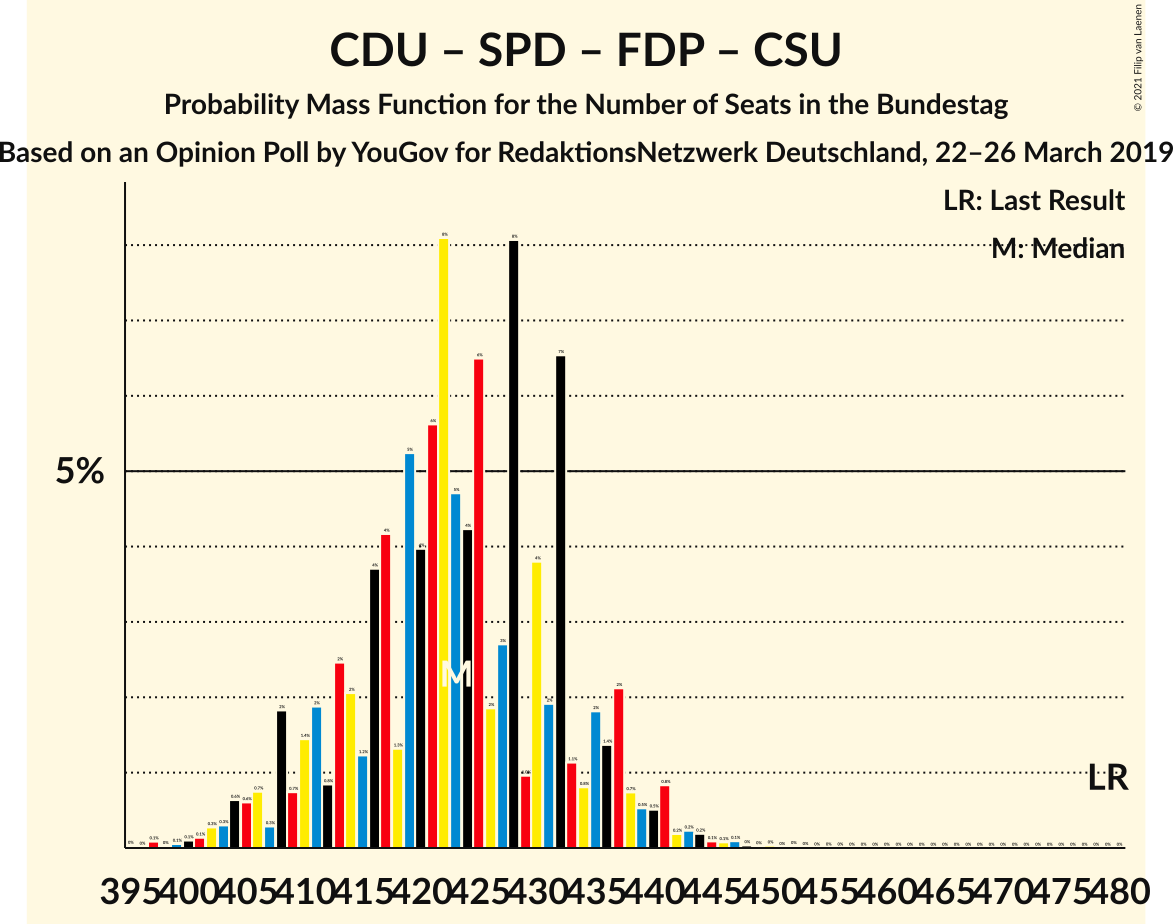 CDU – SPD – FDP – CSU
Probability Mass Function for the Number of Seats in the Bundestag
Based on an Opinion Poll by YouGov for RedaktionsNetzwerk Deutschland, 22–26 March 2019
© 2021 Filip van Laenen
LR: Last Result
M: Median
5%
M
LR
395 400 405 410 415 420 425 430 435 440 445 450 455 460 465 470 475 480